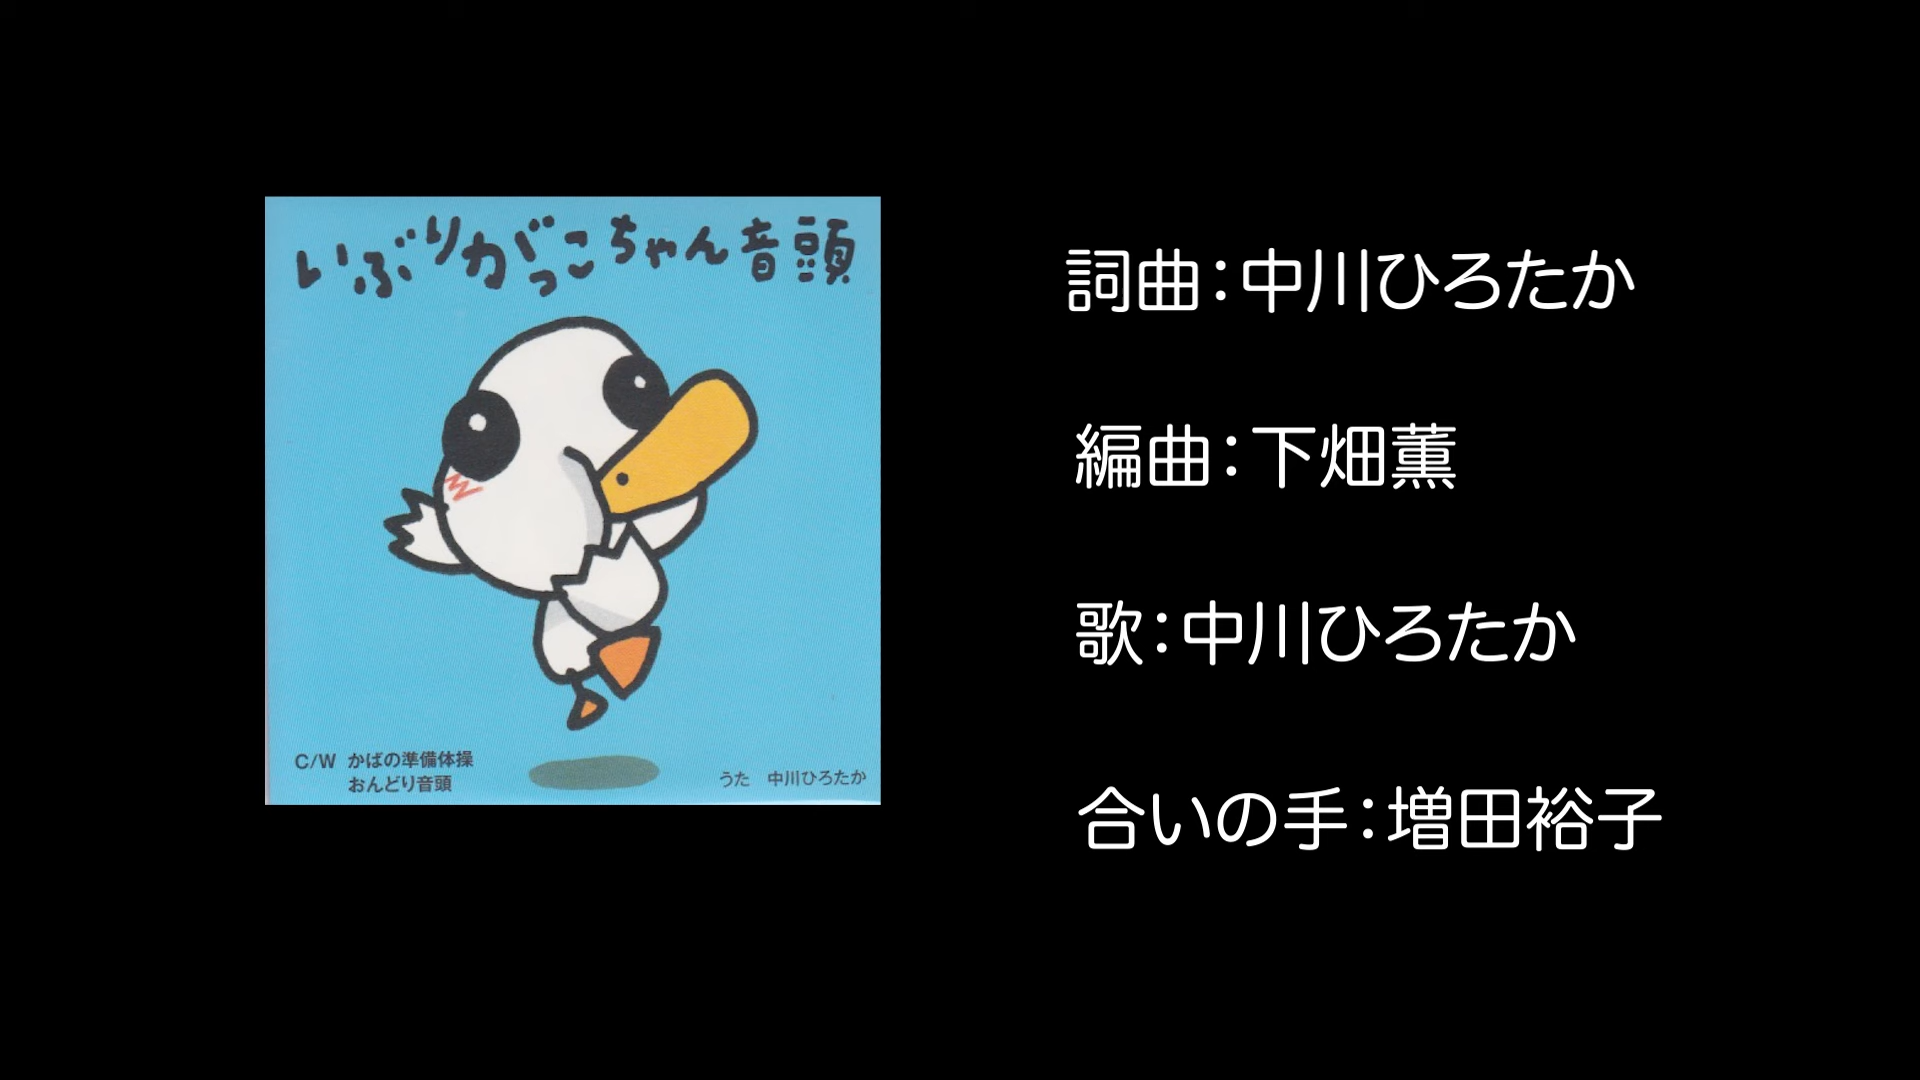 いぶりがっこちゃん音頭
C/W かばの準備体操
おんどり音頭
うた 中川ひろたか
詞曲：中川ひろたか
編曲：下畑薫
歌：中川ひろたか
合いの手：増田裕子